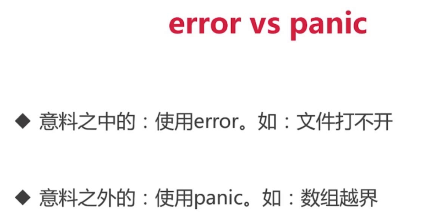 error vs panic
◆ 意料之中的：使用error。如：文件打不开
◆ 意料之外的：使用panic。如：数组越界